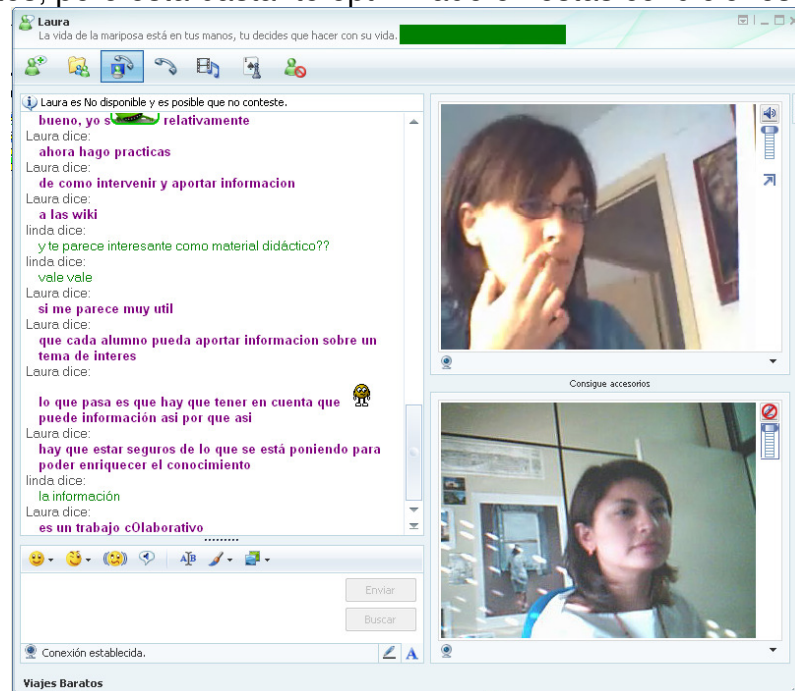 Laura
La vida de la mariposa está en tus manos, tu decides que hacer con su vida.
Laura es No disponible y es posible que no conteste.
bueno, yo s relativamente
Laura dice:
ahora hago practicas
Laura dice:
de como intervenir y aportar informacion
Laura dice:
a las wiki
linda dice:
y te parece interesante como material didáctico??
linda dice:
vale vale
Laura dice:
si me parece muy util
Laura dice:
que cada alumno pueda aportar informacion sobre un
tema de interes
Laura dice:
lo que pasa es que hay que tener en cuenta que
puede información asi por que asi
Laura dice:
hay que estar seguros de lo que se está poniendo para
poder enriquecer el conocimiento
linda dice:
la información
Laura dice:
es un trabajo cOlaborativo
Enviar
Buscar
Conexión establecida.
A
Viajes Baratos
Consigue accesorios